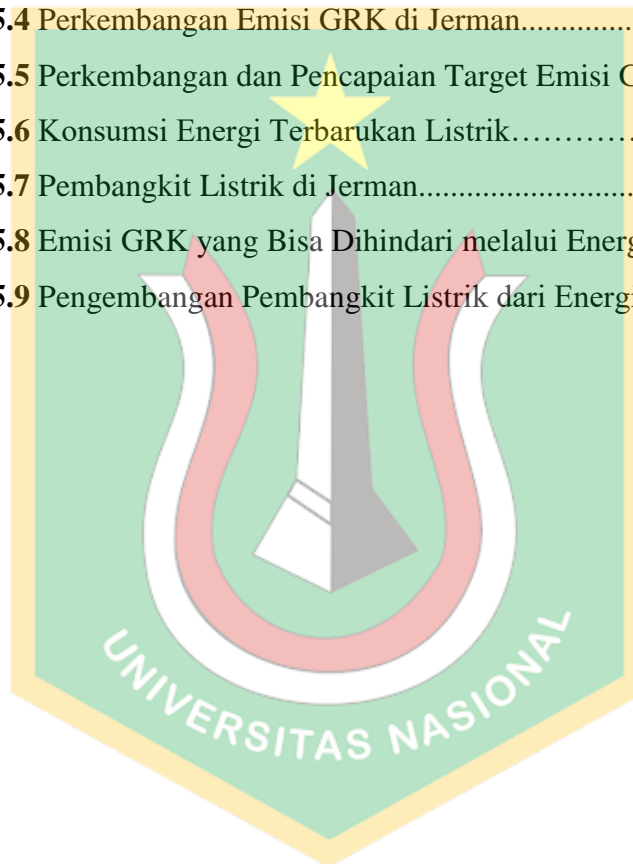 5.4 Perkembangan Emisi GRK di Jerman..............
5.5 Perkembangan dan Pencapaian Target Emisi G
5.6 Konsumsi Energi Terbarukan Listrik.............
5.7 Pembangkit Listrik di Jerman..........................
5.8 Emisi GRK yang Bisa Dihindari melalui Energ
5.9 Pengembangan Pembangkit Listrik dari Energi
UNIVERSITAS NASIONAL